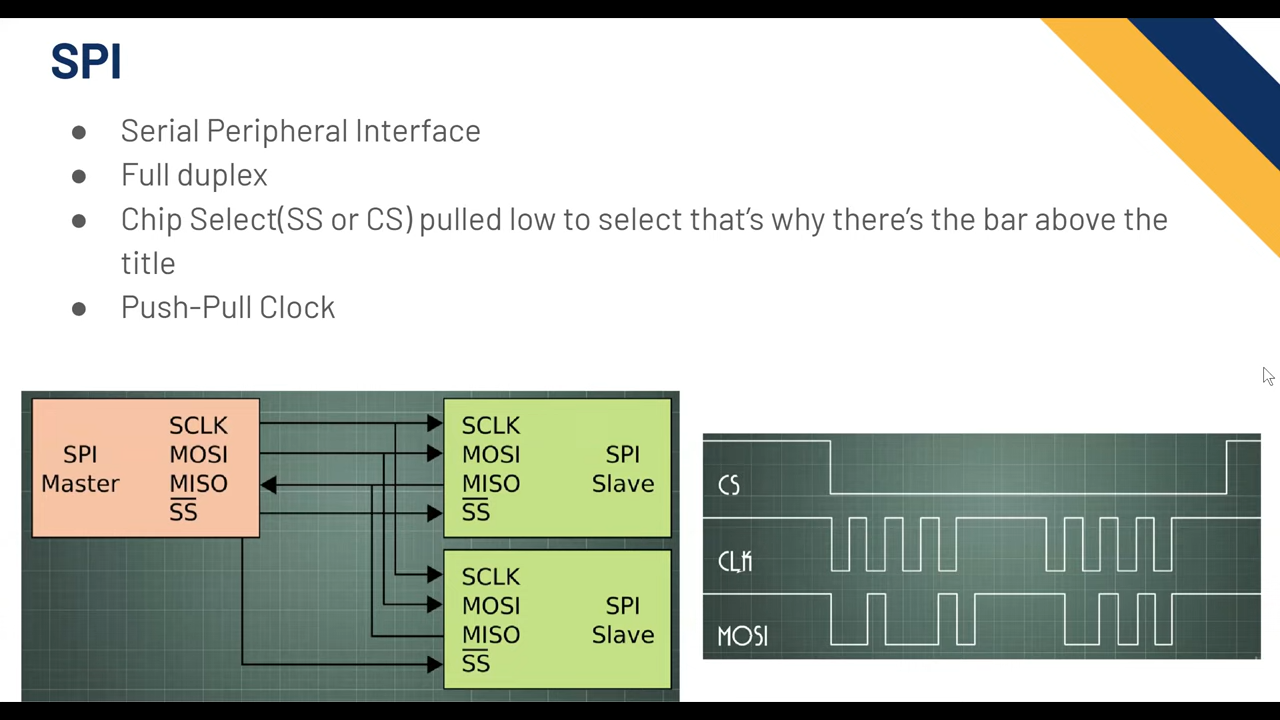 SPI
● Serial Peripheral Interface
● Full duplex
● Chip Select(SS or CS) pulled low to select that's why there's the bar above the
title
● Push-Pull Clock
SPI
Master
SCLK
MOSI
MISO
SS
SCLK
MOSI
MISO
SS
SPI
Slave
SCLK
MOSI
MISO
SS
SPI
Slave
CS
CLK
MOSI